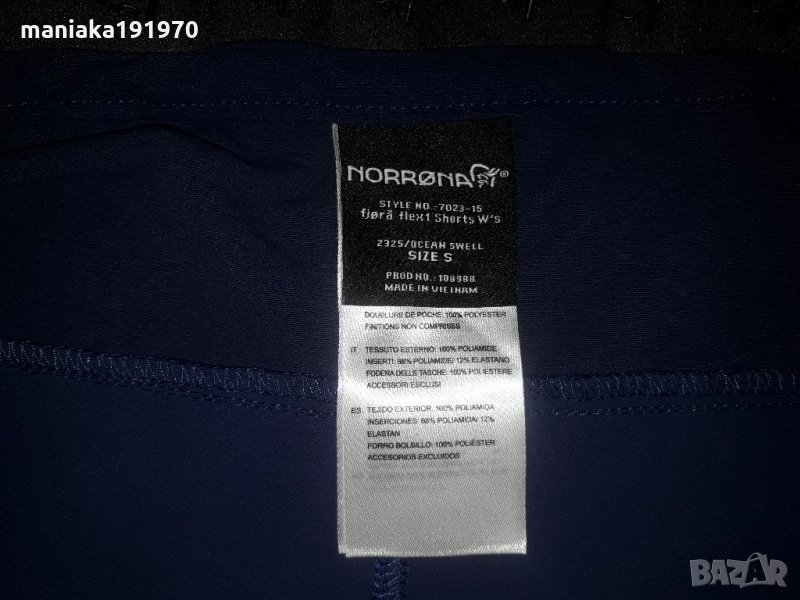 maniaka191970
NORRØNA®
STYLE NO.:7023-15
fjørå flex1 Shorts W's
2325/OCEAN SWELL
SIZE S
PROD NO.: 108988
MADE IN VIETNAM
DOUBLURE DE POCHE: 100% POLYESTER
FINITIONS NON COMPRISES
IT TESSUTO ESTERNO: 100% POLIAMIDE
INSERTI: 88% POLIAMIDE/ 12% ELASTANO
FODERA DELLE TASCHE: 100% POLIESTERE
ACCESSORI ESCLUSI
ES TEJIDO EXTERIOR: 100% POLIAMIDA
INSERCIONES: 88% POLIAMIDA/ 12%
ELASTAN
FORRO BOLSILLO: 100% POLIÉSTER
ACCESORIOS EXCLUIDOS
BAZAR